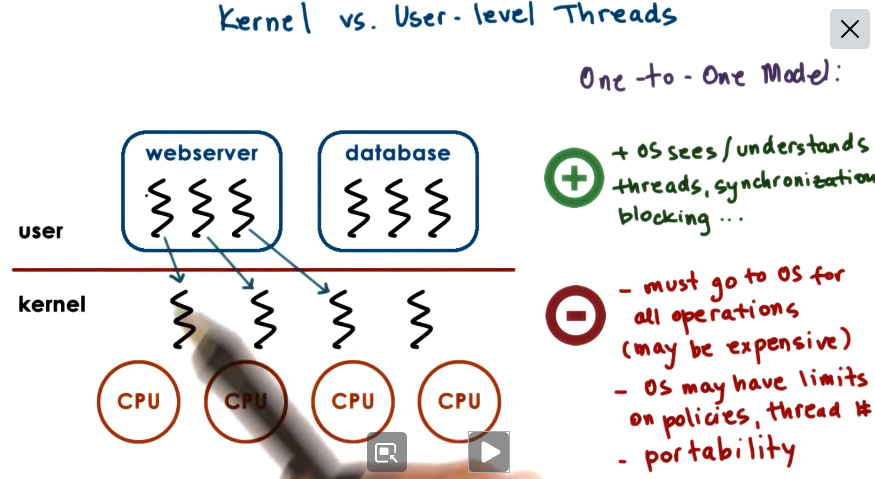 Kernel vs. User-level Threads
One-to-One Model:
webserver
database
+ OS sees/understands
threads, synchronization
blocking ...
user
kernel
- must go to OS for
all operations
(may be expensive)
- OS may have limits
on policies, thread #
- portability
CPU
CPU
CPU
CPU